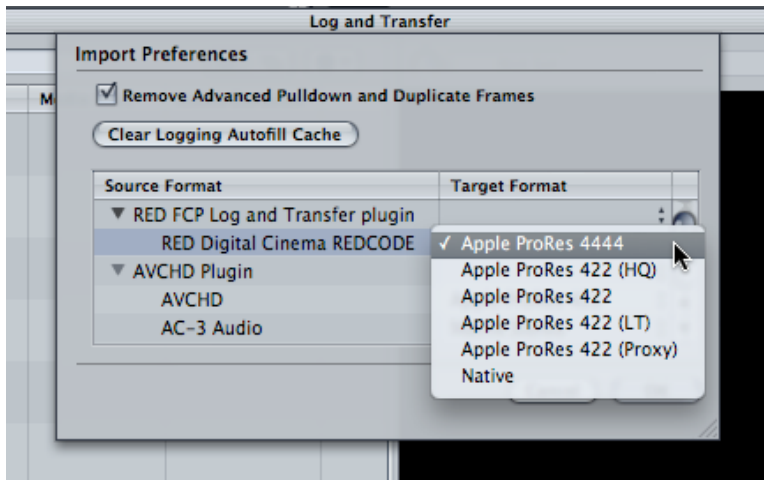 Log and Transfer
Import Preferences
M
Remove Advanced Pulldown and Duplicate Frames
Clear Logging Autofill Cache
Source Format Target Format
RED FCP Log and Transfer plugin
RED Digital Cinema REDCODE ✓ Apple ProRes 4444
AVCHD Plugin Apple ProRes 422 (HQ)
AVCHD Apple ProRes 422
AC-3 Audio Apple ProRes 422 (LT)
Apple ProRes 422 (Proxy)
Native